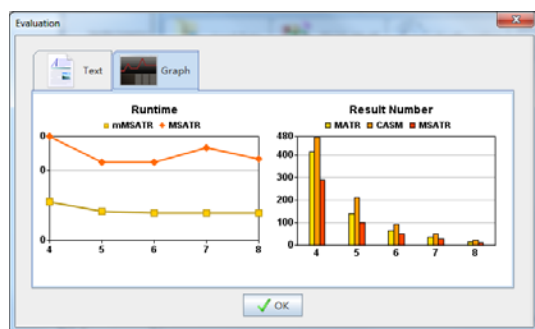 Evaluation
Text
Graph
Runtime
mMSATR MSATR
0
0
0
4 5 6 7 8
Result Number
MATR CASM MSATR
480
400
300
200
100
0
4 5 6 7 8
OK